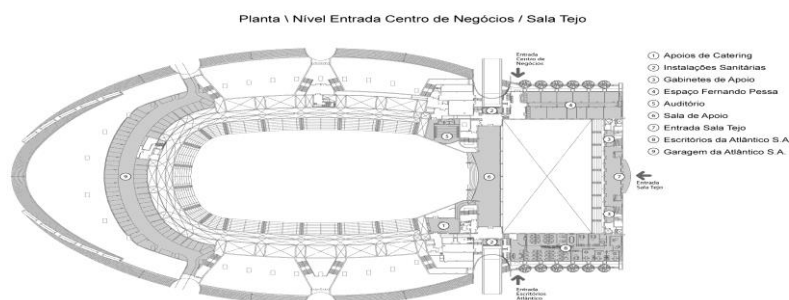 Planta \ Nível Entrada Centro de Negócios / Sala Tejo
Entrada
Centro de
Negócios
1 Apoios de Catering
2 Instalações Sanitárias
3 Gabinetes de Apoio
4 Espaço Fernando Pessa
5 Auditório
6 Sala de Apoio
7 Entrada Sala Tejo
8 Escritórios da Atlântico S.A
9 Garagem da Atlântico S.A.
Entrada
Sala Tejo
Entrada
Escritórios
Atlântico